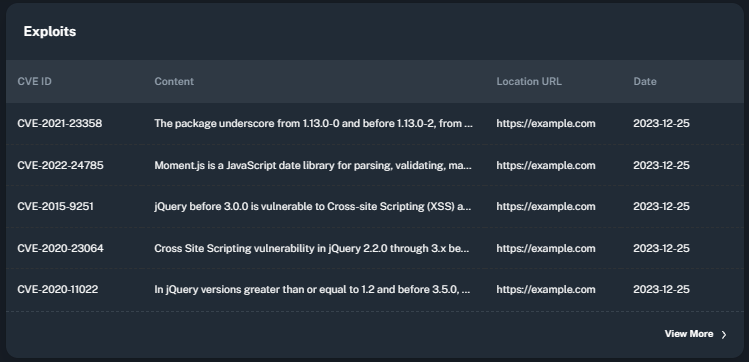 Exploits
CVE ID Content Location URL Date
CVE-2021-23358 The package underscore from 1.13.0-0 and before 1.13.0-2, from ... https://example.com 2023-12-25
CVE-2022-24785 Moment.js is a JavaScript date library for parsing, validating, ma... https://example.com 2023-12-25
CVE-2015-9251 jQuery before 3.0.0 is vulnerable to Cross-site Scripting (XSS) a... https://example.com 2023-12-25
CVE-2020-23064 Cross Site Scripting vulnerability in jQuery 2.2.0 through 3.x be... https://example.com 2023-12-25
CVE-2020-11022 In jQuery versions greater than or equal to 1.2 and before 3.5.0, ... https://example.com 2023-12-25
View More